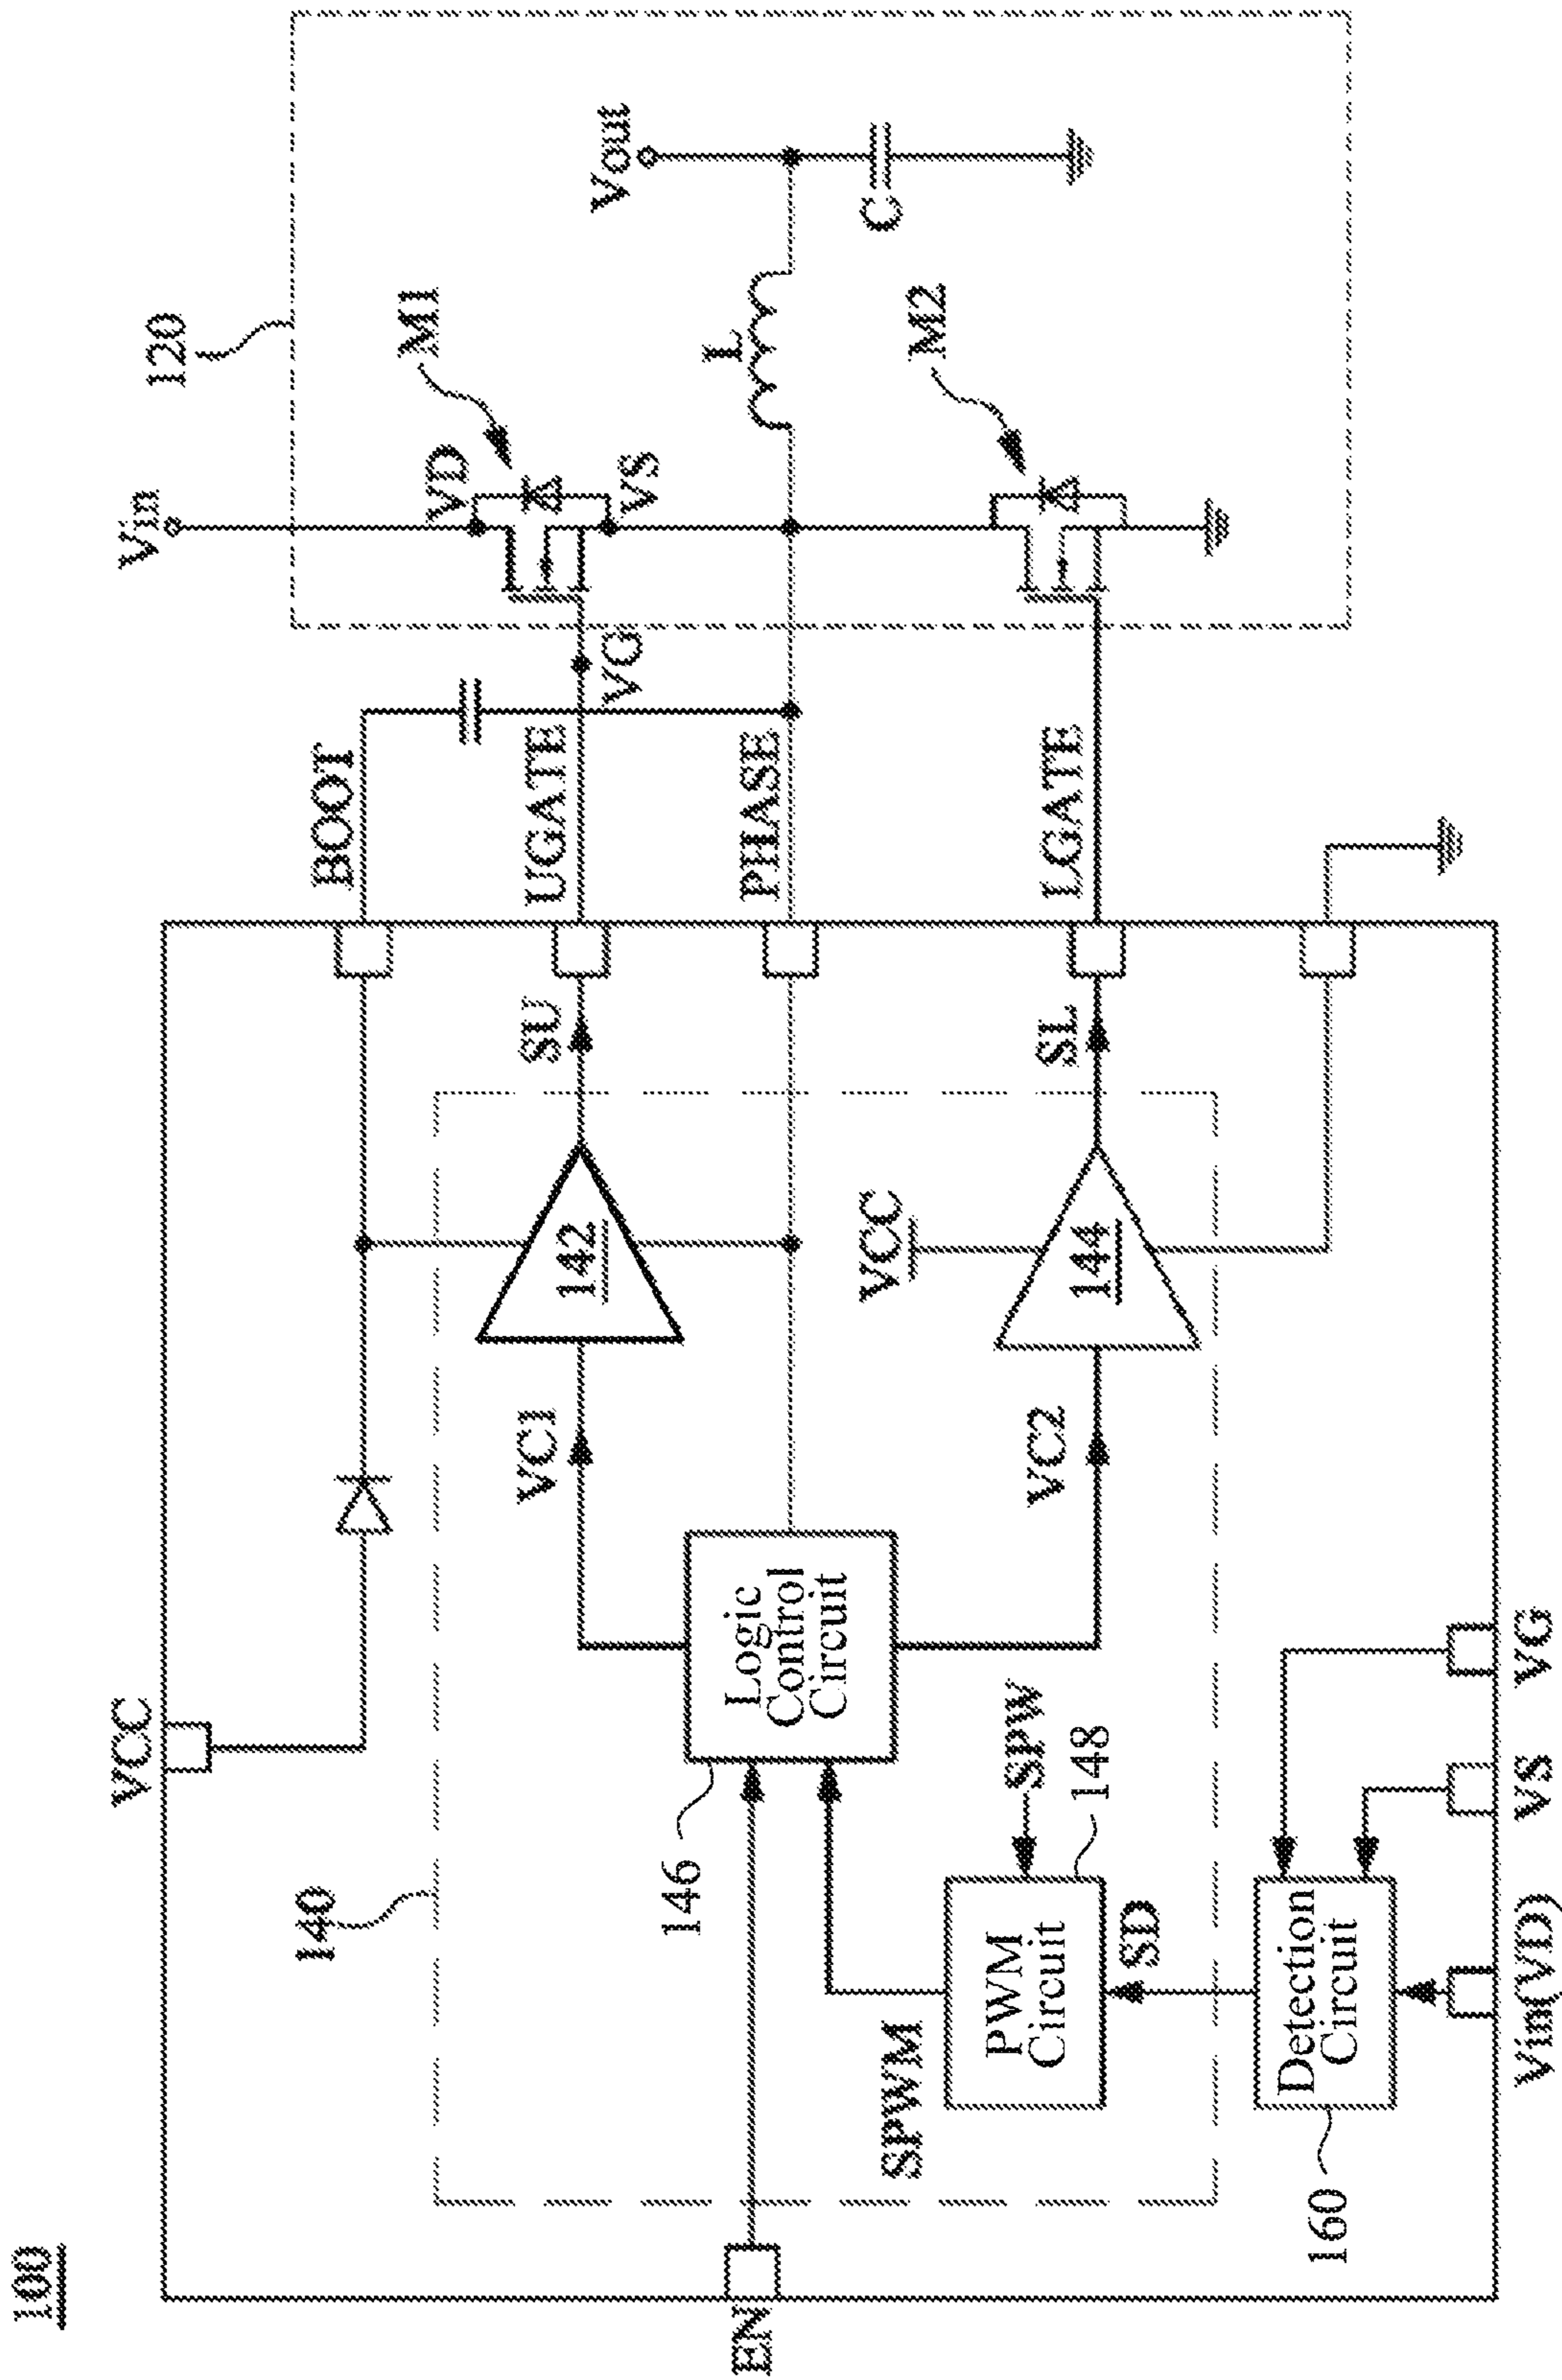 100
120
Vin
VD
M1
VS
Vout
L
C
M2
VG
BOOT
UGATE
PHASE
LGATE
VCC
140
SU
142
VC1
VCC
SL
144
VC2
Logic
Control
Circuit
146
EN
SPWM
SPW
148
PWM
Circuit
SD
Detection
Circuit
160
Vin(VD)
VS
VG